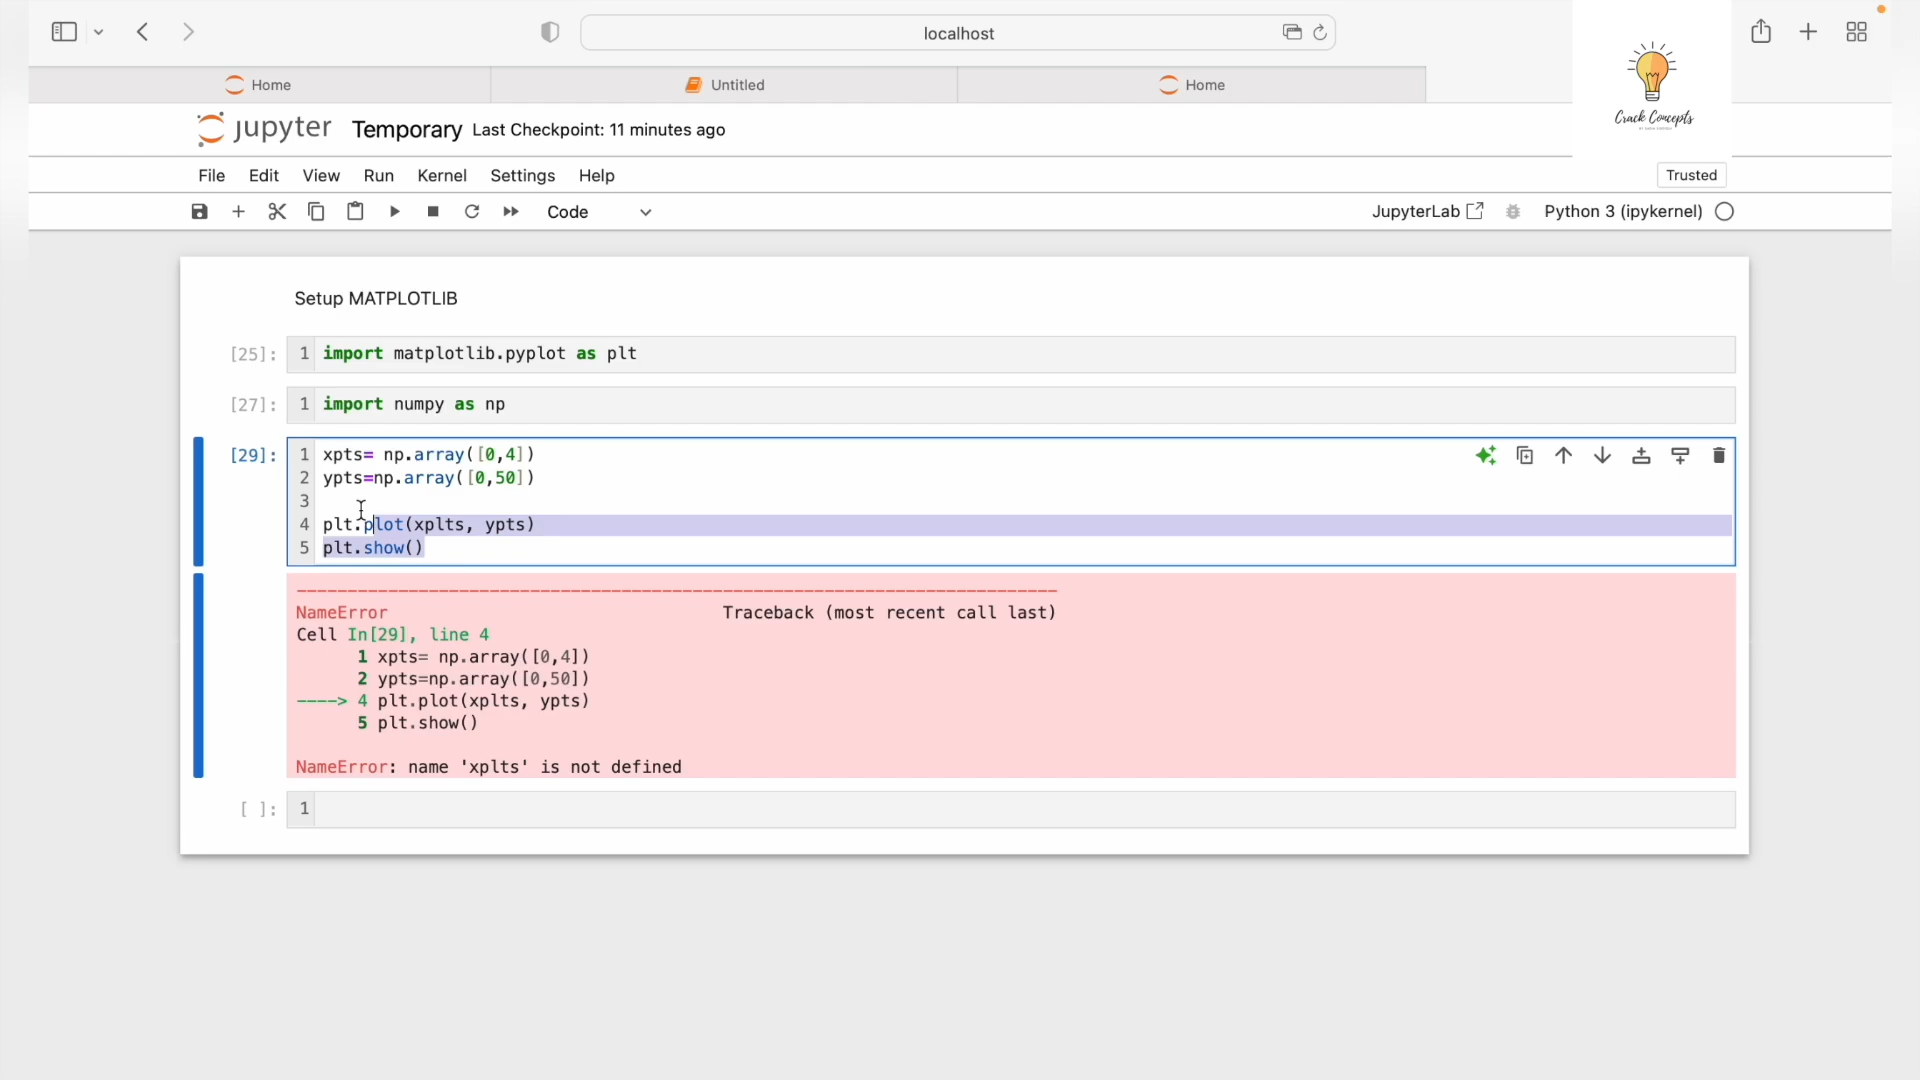 localhost
Home
Untitled
Home
Crack Concepts
jupyter Temporary Last Checkpoint: 11 minutes ago
File Edit View Run Kernel Settings Help
Trusted
Code
JupyterLab
Python 3 (ipykernel)
Setup MATPLOTLIB
[25]: 1 import matplotlib.pyplot as plt
[27]: 1 import numpy as np
[29]: 1 xpts= np.array([0,4])
2 ypts=np.array([0,50])
3
4 plt.plot(xplts, ypts)
5 plt.show()
---------------------------------------------------------------------------
NameError Traceback (most recent call last)
Cell In[29], line 4
1 xpts= np.array([0,4])
2 ypts=np.array([0,50])
----> 4 plt.plot(xplts, ypts)
5 plt.show()
NameError: name 'xplts' is not defined
[ ]: 1